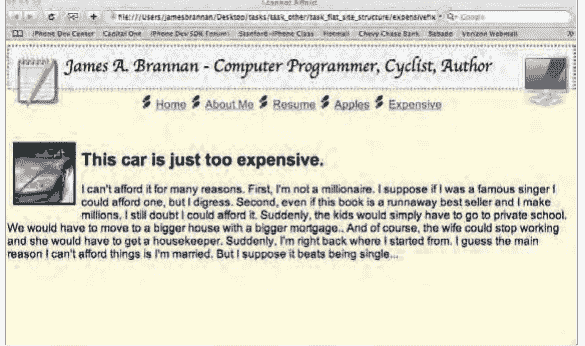 file:///Users/jamesbrannan/Desktop/tasks/task_other/task_flat_site_structure/expensivefix
Google
iPhone Dev Center Capital One iPhone Dev SDK Forum Stanford-iPhone Class Hotmail Chevy Chase Bank Sabado Verizon Webmail
James A. Brannan - Computer Programmer, Cyclist, Author
Home About Me Resume Apples Expensive
This car is just too expensive.
I can't afford it for many reasons. First, I'm not a millionaire. I suppose if I was a famous singer I
could afford one, but I digress. Second, even if this book is a runnaway best seller and I make
millions, I still doubt I could afford it. Suddenly, the kids would simply have to go to private school.
We would have to move to a bigger house with a bigger mortgage.. And of course, the wife could stop working
and she would have to get a housekeeper. Suddenly, I'm right back where I started from. I guess the main
reason I can't afford things is I'm married. But I suppose it beats being single...